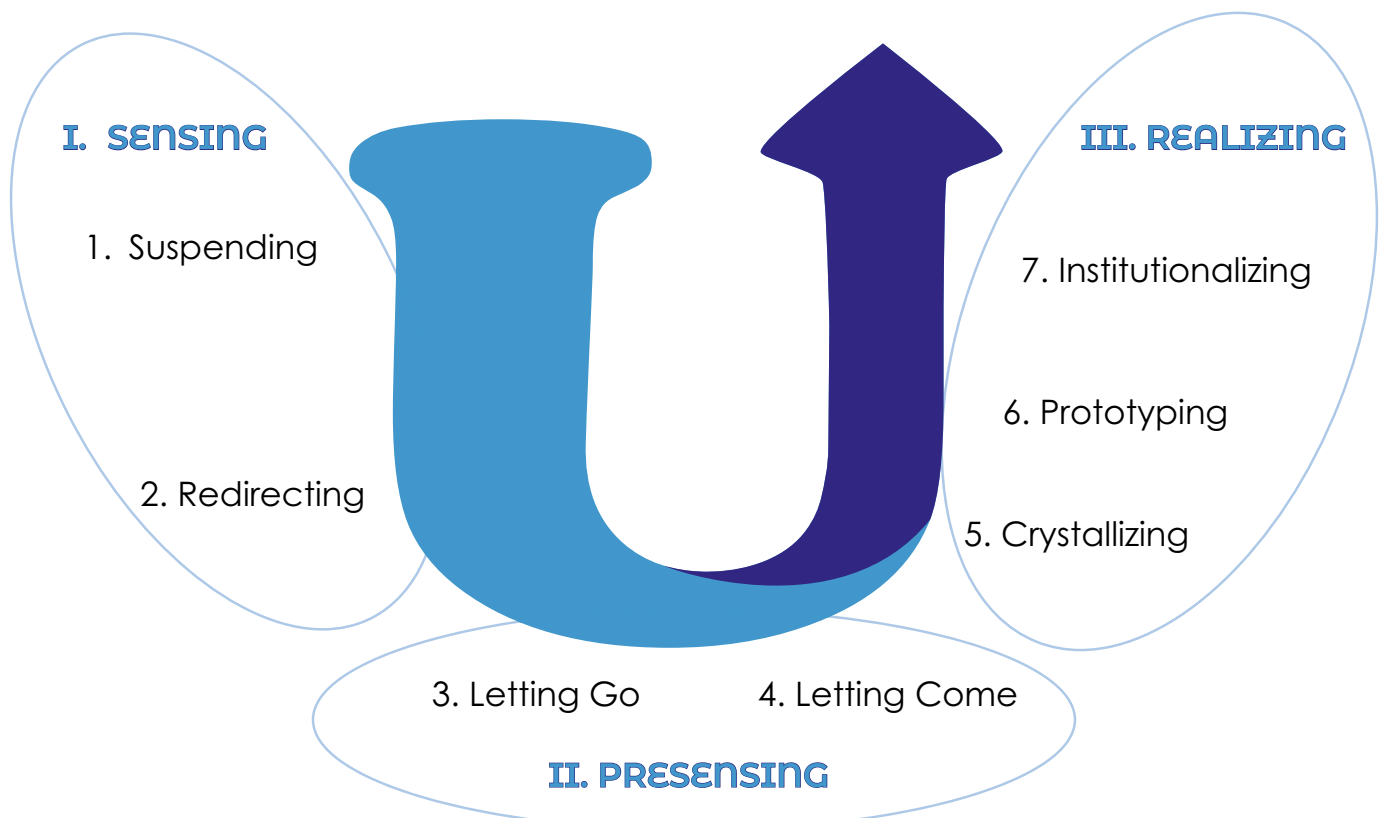 I. SENSING
1. Suspending
2. Redirecting
3. Letting Go
4. Letting Come
II. PRESENSING
III. REALIZING
7. Institutionalizing
6. Prototyping
5. Crystallizing